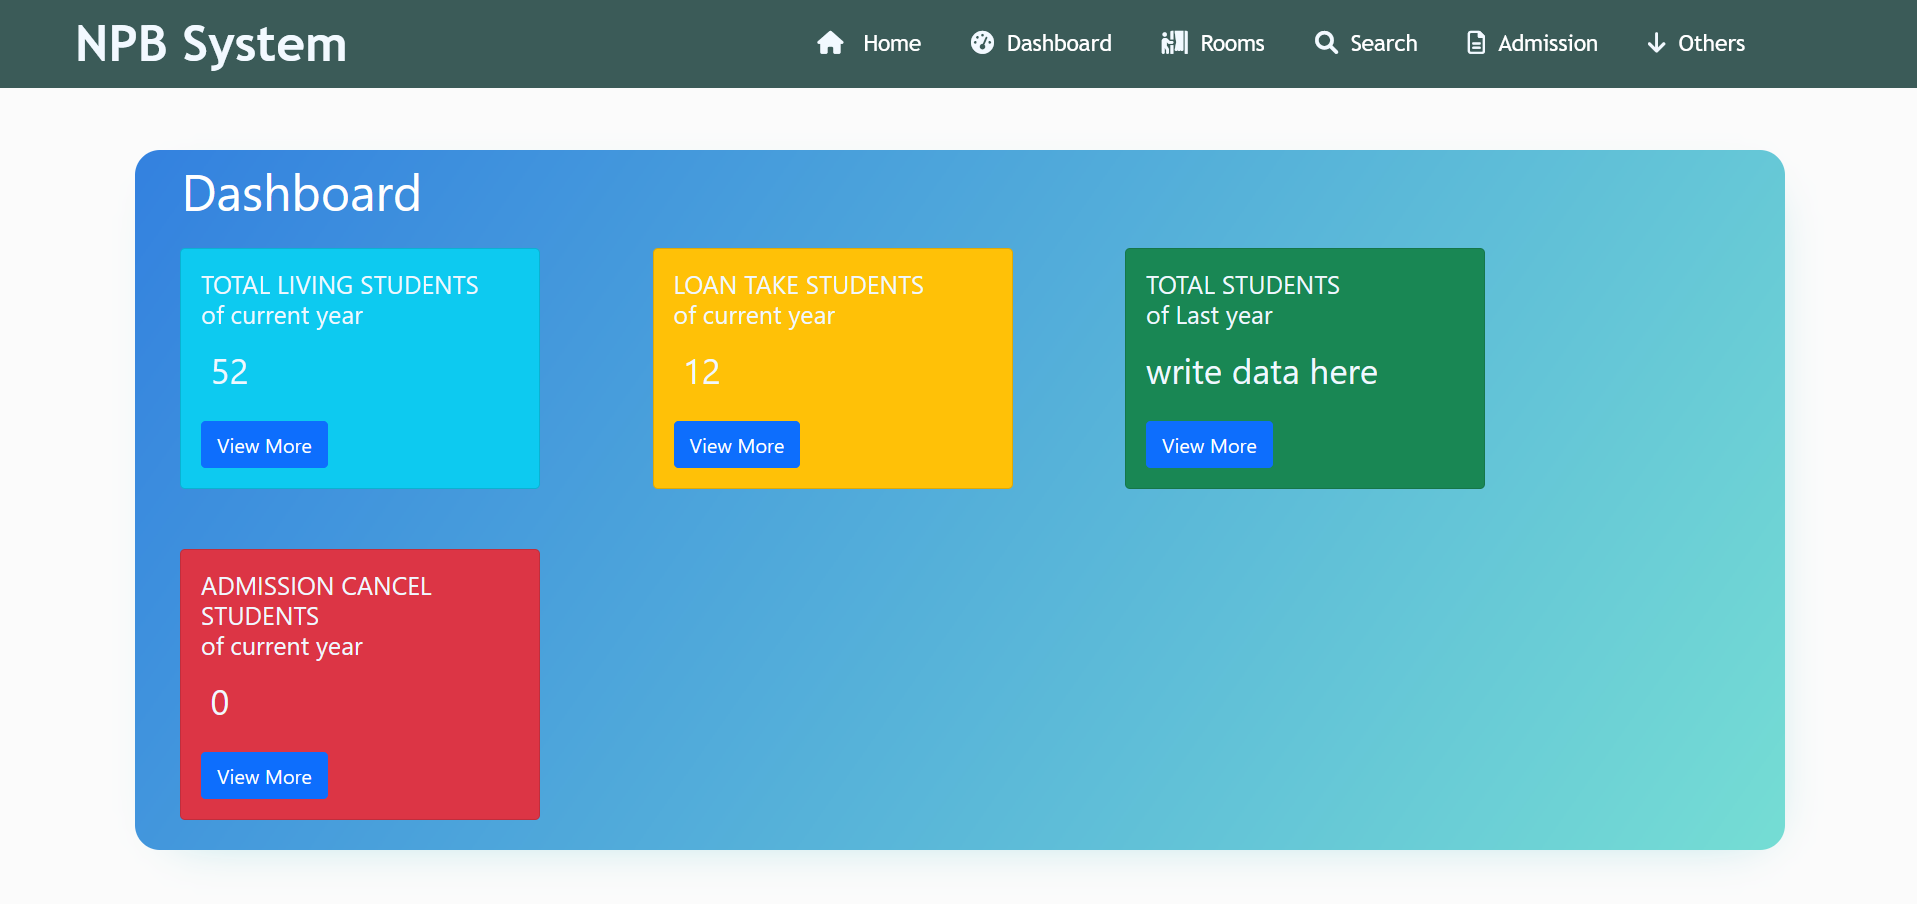 NPB System
Home
Dashboard
Rooms
Search
Admission
Others
Dashboard
TOTAL LIVING STUDENTS
of current year
52
View More
LOAN TAKE STUDENTS
of current year
12
View More
TOTAL STUDENTS
of Last year
write data here
View More
ADMISSION CANCEL
STUDENTS
of current year
0
View More